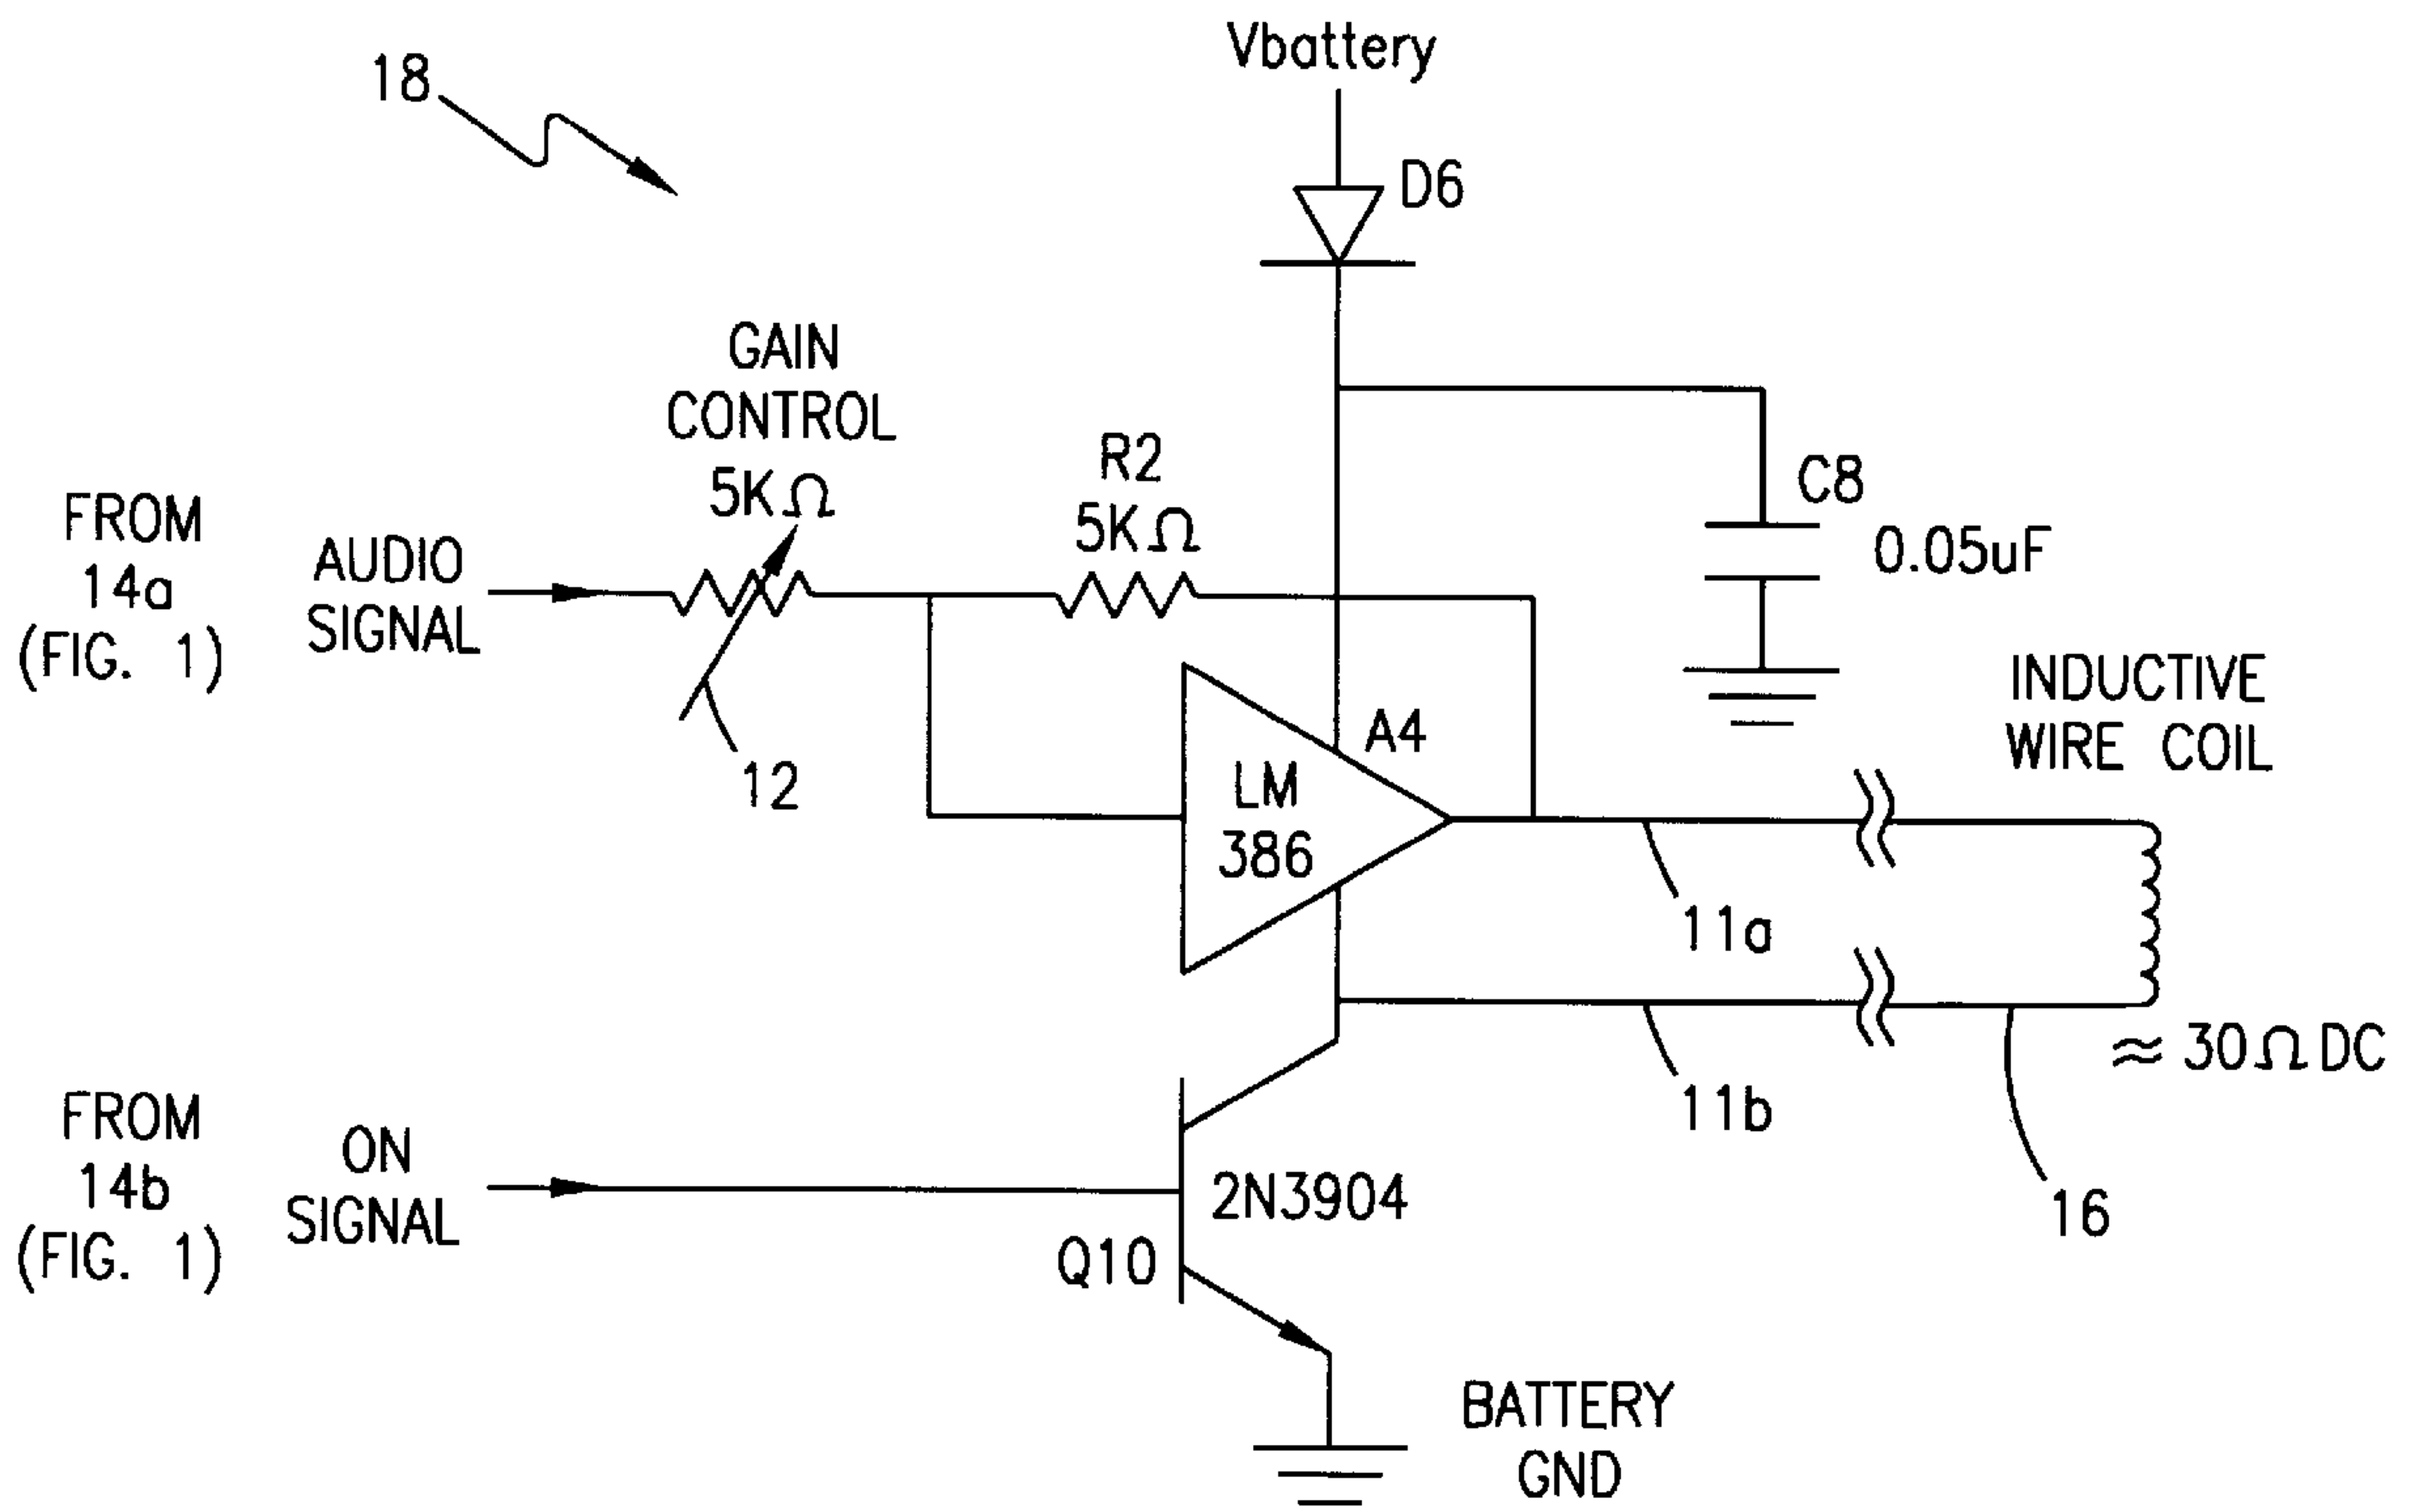 18
Vbattery
D6
GAIN
CONTROL
5KΩ
R2
5KΩ
C8
0.05uF
FROM
14a
(FIG. 1)
AUDIO
SIGNAL
12
A4
LM
386
INDUCTIVE
WIRE COIL
11a
11b
≈ 30Ω DC
16
FROM
14b
(FIG. 1)
ON
SIGNAL
2N3904
Q10
BATTERY
GND